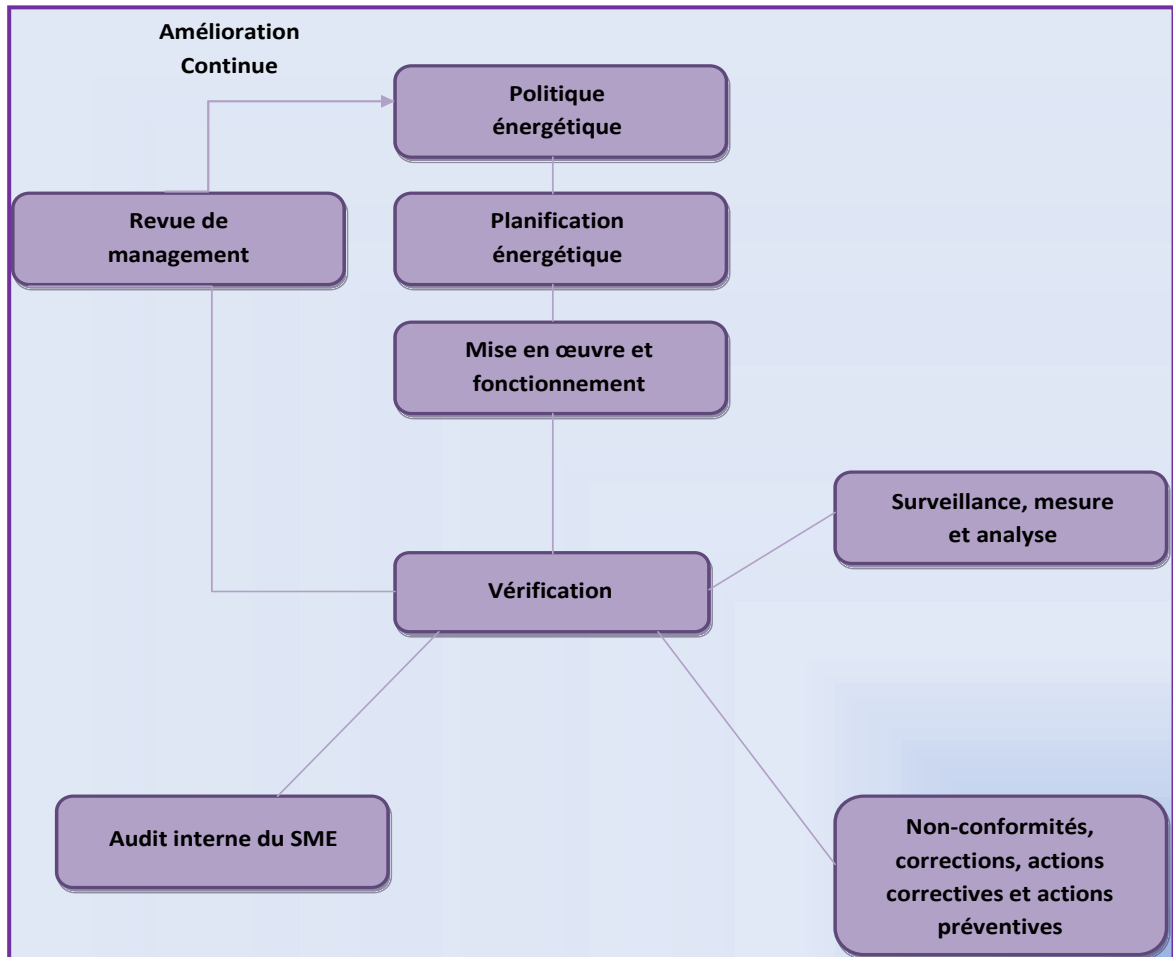 Amélioration
Continue
Politique
énergétique
Revue de
management
Planification
énergétique
Mise en œuvre et
fonctionnement
Surveillance, mesure
et analyse
Vérification
Audit interne du SME
Non-conformités,
corrections, actions
correctives et actions
préventives